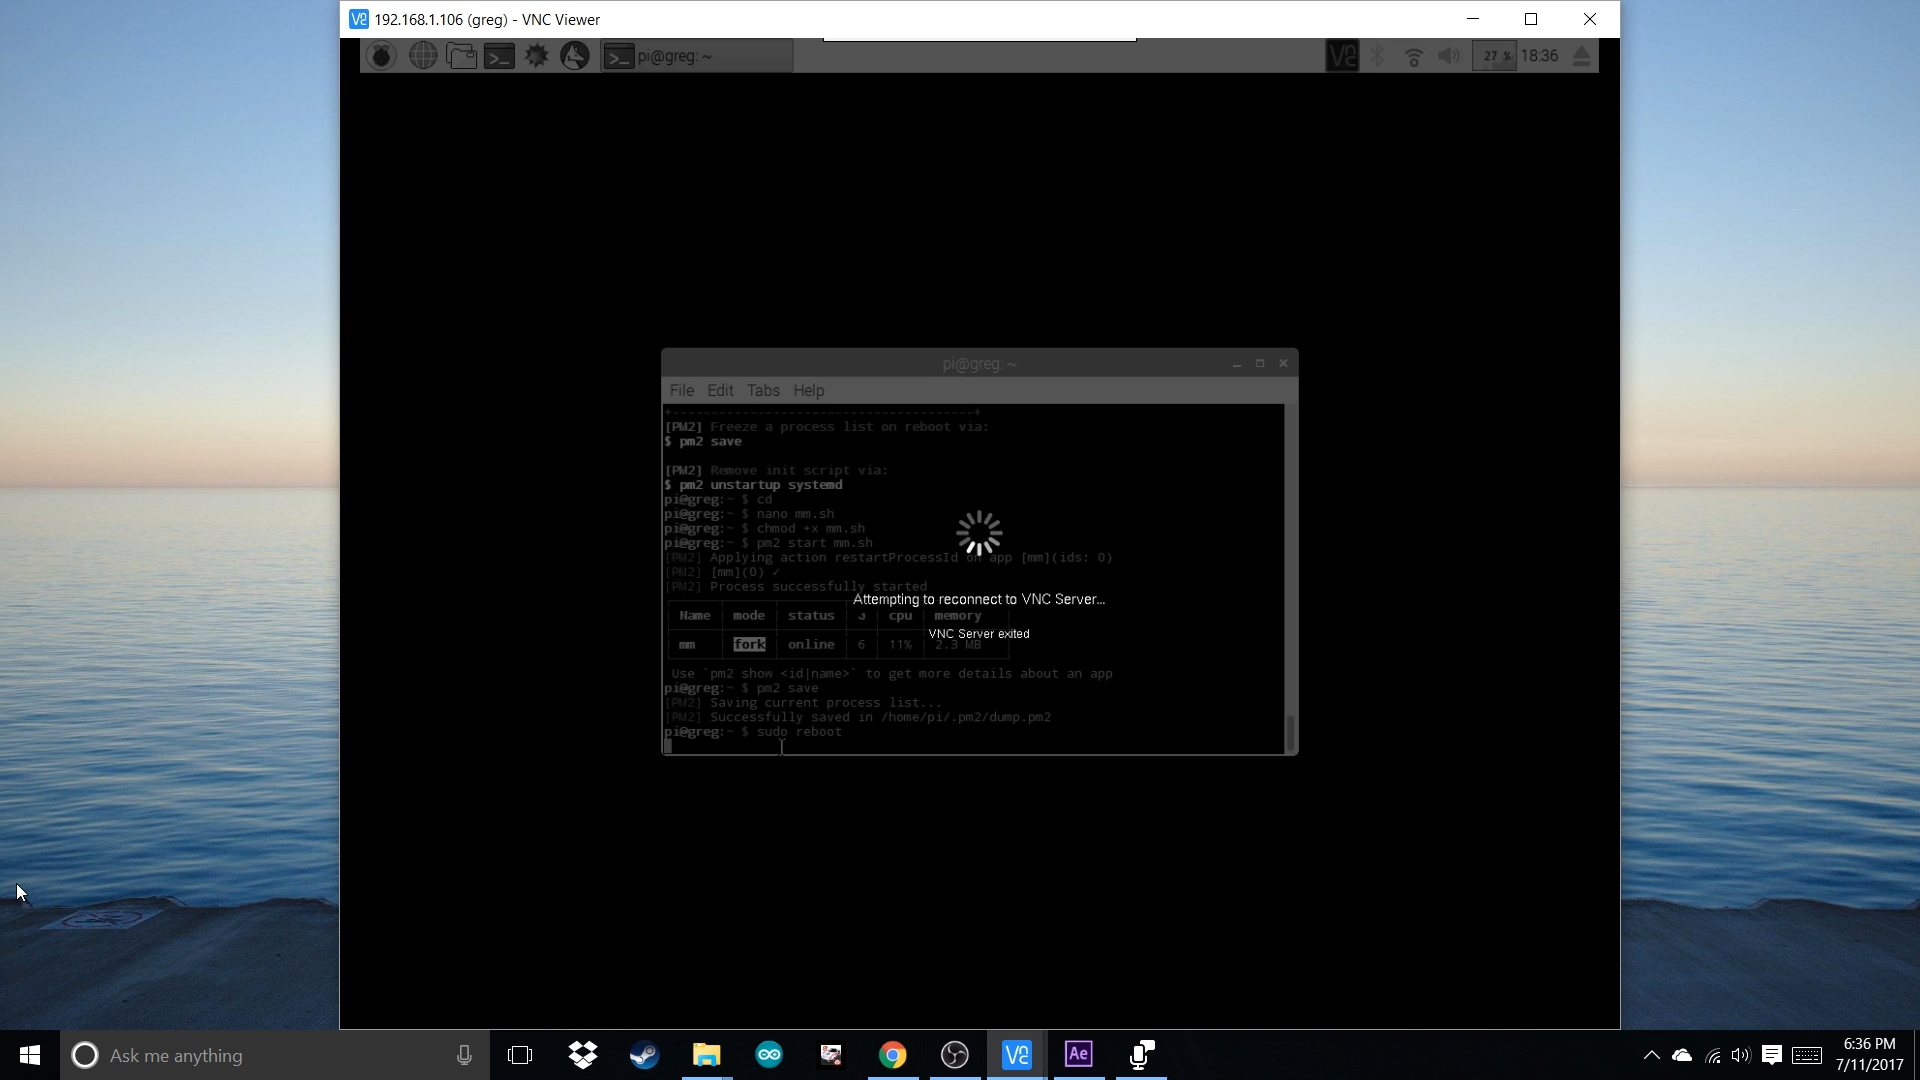 192.168.1.106 (greg) - VNC Viewer
pi@greg: ~
27 %
18:36
pi@greg: ~
File Edit Tabs Help
+---------------------------------------+
[PM2] Freeze a process list on reboot via:
$ pm2 save
[PM2] Remove init script via:
$ pm2 unstartup systemd
pi@greg:~ $ cd
pi@greg:~ $ nano mm.sh
pi@greg:~ $ chmod +x mm.sh
pi@greg:~ $ pm2 start mm.sh
[PM2] Applying action restartProcessId on app [mm](ids: 0)
[PM2] [mm](0) ✓
[PM2] Process successfully started
Attempting to reconnect to VNC Server...
Name mode status cpu memory
VNC Server exited
mm fork online 6 11% 2.3 MB
Use `pm2 show <id|name>` to get more details about an app
pi@greg:~ $ pm2 save
[PM2] Saving current process list...
[PM2] Successfully saved in /home/pi/.pm2/dump.pm2
pi@greg:~ $ sudo reboot
Ask me anything
Ae
6:36 PM
7/11/2017